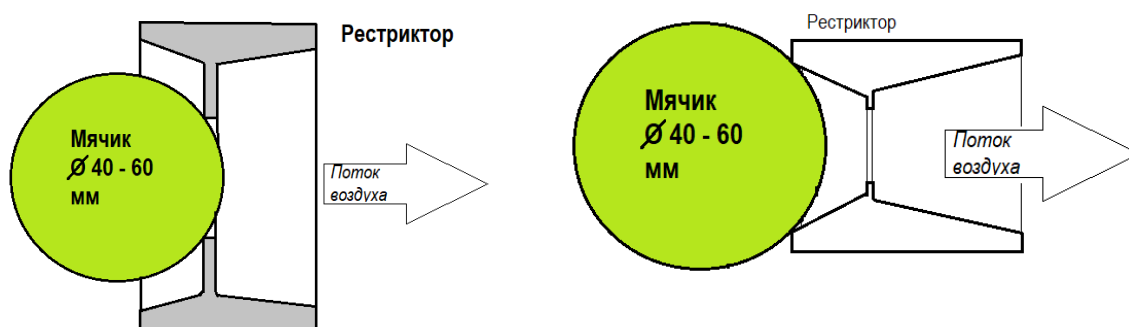 Рестриктор
Мячик
Ø 40 - 60
мм
Поток
воздуха
Рестриктор
Мячик
Ø 40 - 60
мм
Поток
воздуха